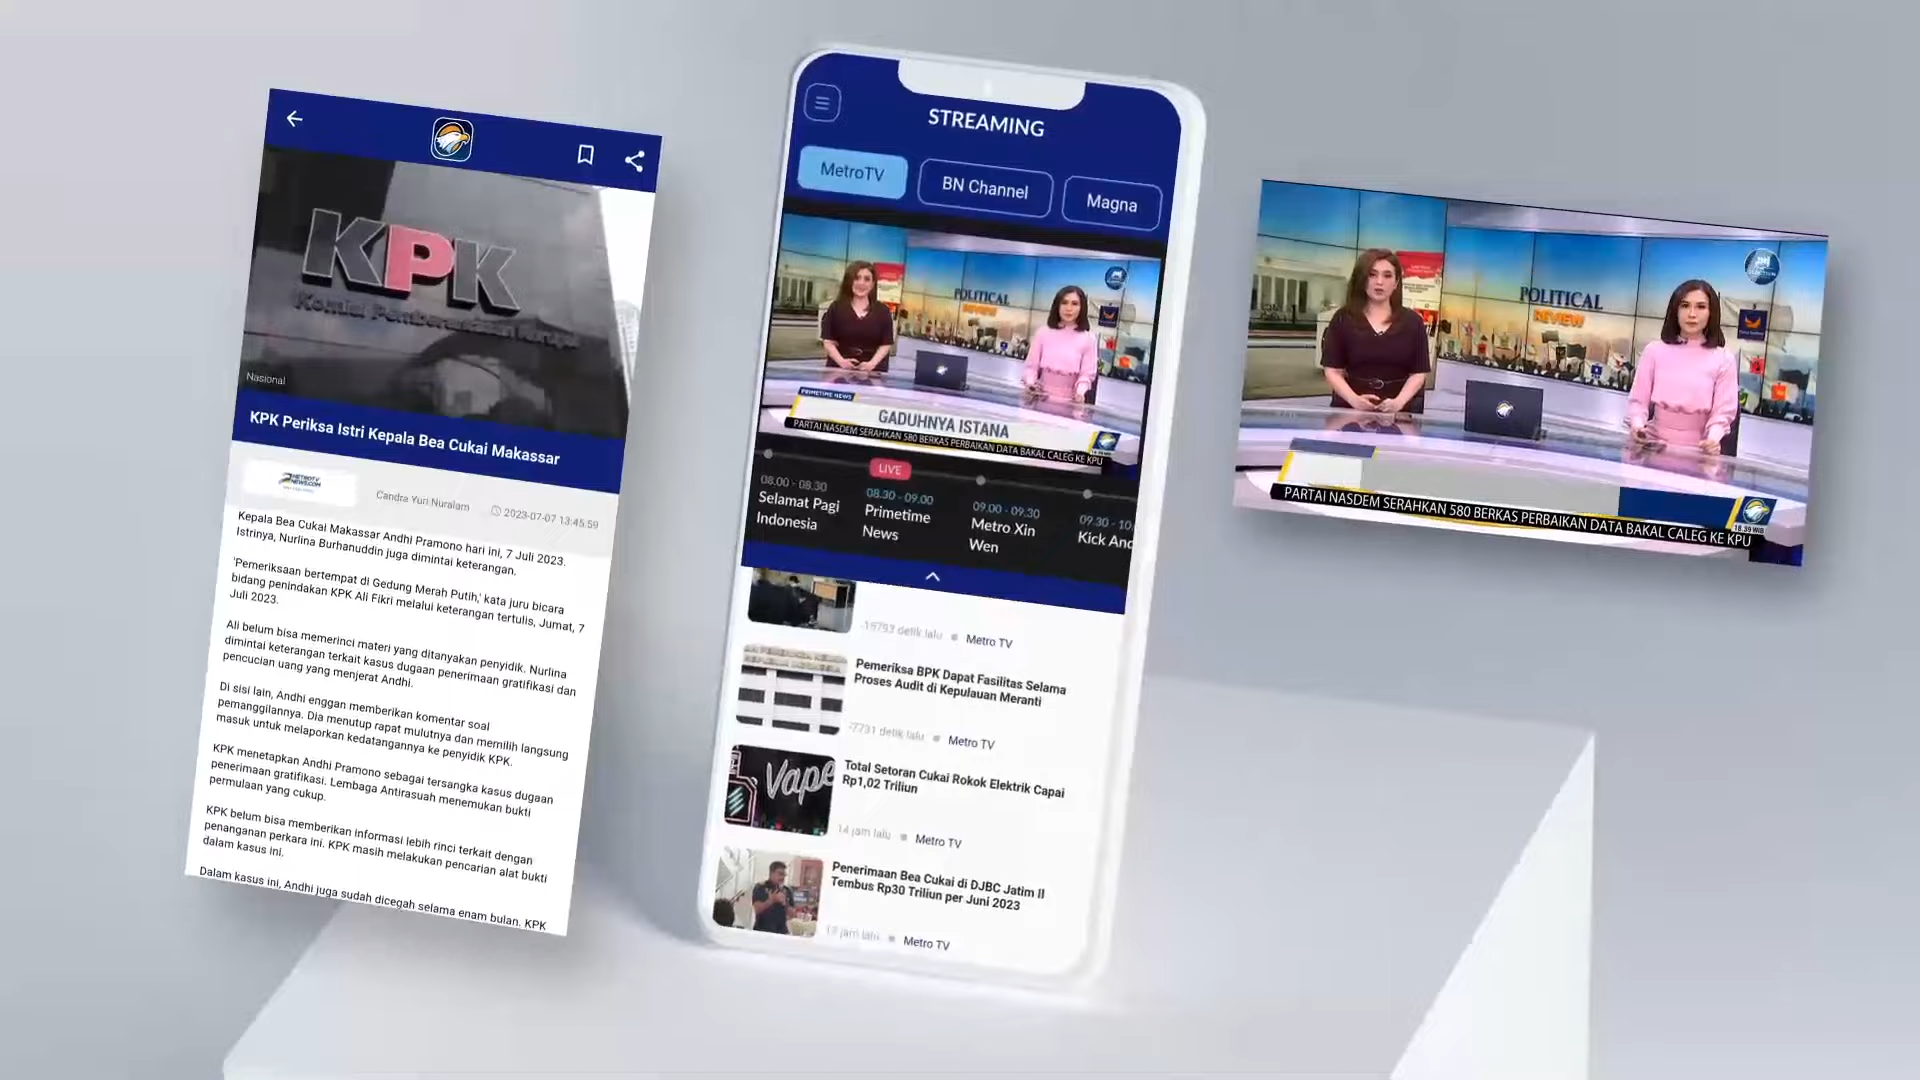 KPK
Nasional
KPK Periksa Istri Kepala Bea Cukai Makassar
METROTV
NEWS.COM
Candra Yuri Nuralam
2023-07-07 13:45:59
Kepala Bea Cukai Makassar Andhi Pramono hari ini, 7 Juli 2023.
Istrinya, Nurlina Burhanuddin juga dimintai keterangan.
'Pemeriksaan bertempat di Gedung Merah Putih,' kata juru bicara
bidang penindakan KPK Ali Fikri melalui keterangan tertulis, Jumat, 7
Juli 2023.
Ali belum bisa memerinci materi yang ditanyakan penyidik. Nurlina
dimintai keterangan terkait kasus dugaan penerimaan gratifikasi dan
pencucian uang yang menjerat Andhi.
Di sisi lain, Andhi enggan memberikan komentar soal
pemanggilannya. Dia menutup rapat mulutnya dan memilih langsung
masuk untuk melaporkan kedatangannya ke penyidik KPK.
KPK menetapkan Andhi Pramono sebagai tersangka kasus dugaan
penerimaan gratifikasi. Lembaga Antirasuah menemukan bukti
permulaan yang cukup.
KPK belum bisa memberikan informasi lebih rinci terkait dengan
penanganan perkara ini. KPK masih melakukan pencarian alat bukti
dalam kasus ini.
Dalam kasus ini, Andhi juga sudah dicegah selama enam bulan. KPK
STREAMING
MetroTV
BN Channel
Magna
POLITICAL
REVIEW
PRIMETIME NEWS
GADUHNYA ISTANA
PARTAI NASDEM SERAHKAN 580 BERKAS PERBAIKAN DATA BAKAL CALEG KE KPU
LIVE
08.00 - 08.30
Selamat Pagi
Indonesia
08.30 - 09.00
Primetime
News
09.00 - 09.30
Metro Xin
Wen
09.30 - 10
Kick And
-15793 detik lalu
Metro TV
Pemeriksa BPK Dapat Fasilitas Selama
Proses Audit di Kepulauan Meranti
-7731 detik lalu
Metro TV
Vape
Total Setoran Cukai Rokok Elektrik Capai
Rp1,02 Triliun
14 jam lalu
Metro TV
Penerimaan Bea Cukai di DJBC Jatim II
Tembus Rp30 Triliun per Juni 2023
jam lalu
Metro TV
POLITICAL
REVIEW
PARTAI NASDEM SERAHKAN 580 BERKAS PERBAIKAN DATA BAKAL CALEG KE KPU
18.39 WIB